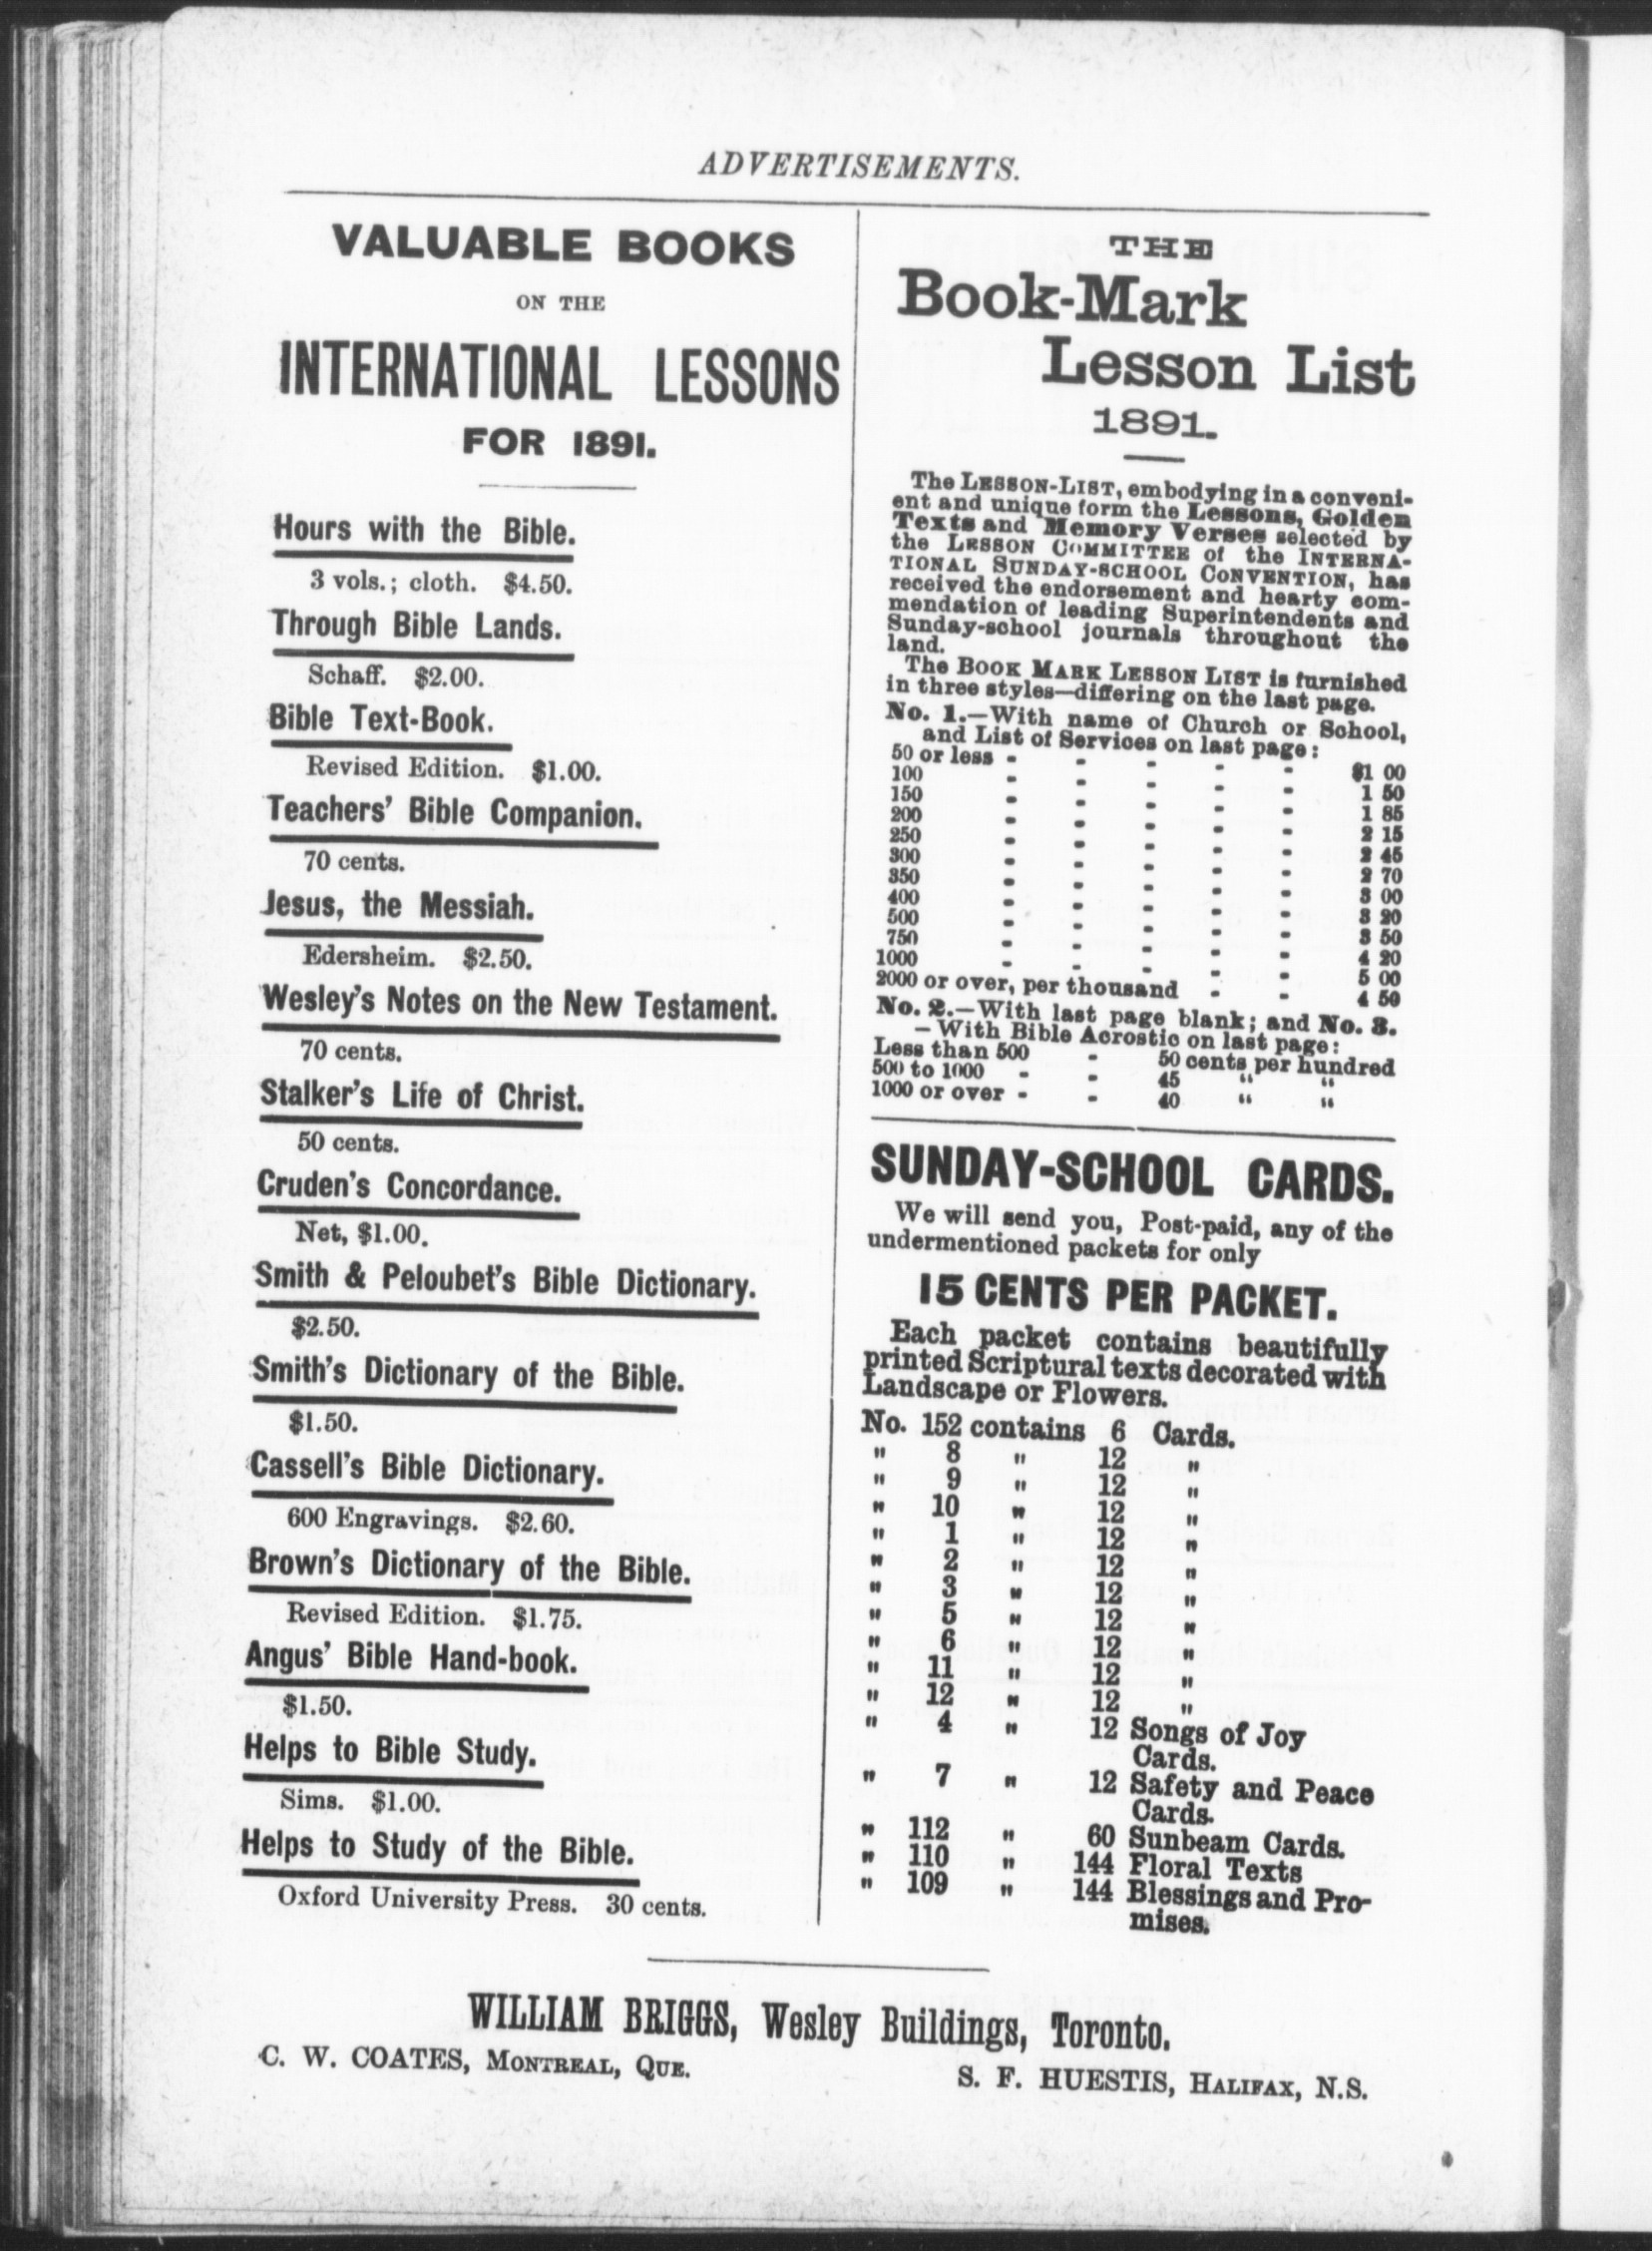 ADVERTISEMENTS.
VALUABLE BOOKS
ON THE
INTERNATIONAL LESSONS
FOR 1891.
Hours with the Bible.
3 vols.; cloth. $4.50.
Through Bible Lands.
Schaff. $2.00.
Bible Text-Book.
Revised Edition. $1.00.
Teachers' Bible Companion.
70 cents.
Jesus, the Messiah.
Edersheim. $2.50.
Wesley's Notes on the New Testament.
70 cents.
Stalker's Life of Christ.
50 cents.
Cruden's Concordance.
Net, $1.00.
Smith & Peloubet's Bible Dictionary.
$2.50.
Smith's Dictionary of the Bible.
$1.50.
Cassell's Bible Dictionary.
600 Engravings. $2.60.
Brown's Dictionary of the Bible.
Revised Edition. $1.75.
Angus' Bible Hand-book.
$1.50.
Helps to Bible Study.
Sims. $1.00.
Helps to Study of the Bible.
Oxford University Press. 30 cents.
THE
Book-Mark
Lesson List
1891.
The LESSON-LIST, embodying in a conveni-
ent and unique form the Lessons, Golden
Texts and Memory Verses selected by
the LESSON COMMITTEE of the INTERNA-
TIONAL SUNDAY-SCHOOL CONVENTION, has
received the endorsement and hearty com-
mendation of leading Superintendents and
Sunday-school journals throughout the
land.
The BOOK MARK LESSON LIST is furnished
in three styles—differing on the last page.
No. 1.—With name of Church or School,
and List of Services on last page:
50 or less - - - - - $1 00
100 - - - - - 1 50
150 - - - - - 1 85
200 - - - - - 2 15
250 - - - - - 2 45
300 - - - - - 2 70
350 - - - - - 3 00
400 - - - - - 3 20
500 - - - - - 3 50
750 - - - - - 4 20
1000 - - - - - 5 00
2000 or over, per thousand - - 4 50
No. 2.—With last page blank; and No. 3.
—With Bible Acrostic on last page:
Less than 500 - 50 cents per hundred
500 to 1000 - - 45 " "
1000 or over - - 40 " "
SUNDAY-SCHOOL CARDS.
We will send you, Post-paid, any of the
undermentioned packets for only
15 CENTS PER PACKET.
Each packet contains beautifully
printed Scriptural texts decorated with
Landscape or Flowers.
No. 152 contains 6 Cards.
" 8 " 12 "
" 9 " 12 "
" 10 " 12 "
" 1 " 12 "
" 2 " 12 "
" 3 " 12 "
" 5 " 12 "
" 6 " 12 "
" 11 " 12 "
" 12 " 12 "
" 4 " 12 Songs of Joy
Cards.
" 7 " 12 Safety and Peace
Cards.
" 112 " 60 Sunbeam Cards.
" 110 " 144 Floral Texts
" 109 " 144 Blessings and Pro-
mises.
WILLIAM BRIGGS, Wesley Buildings, Toronto.
C. W. COATES, MONTREAL, QUE.
S. F. HUESTIS, HALIFAX, N.S.